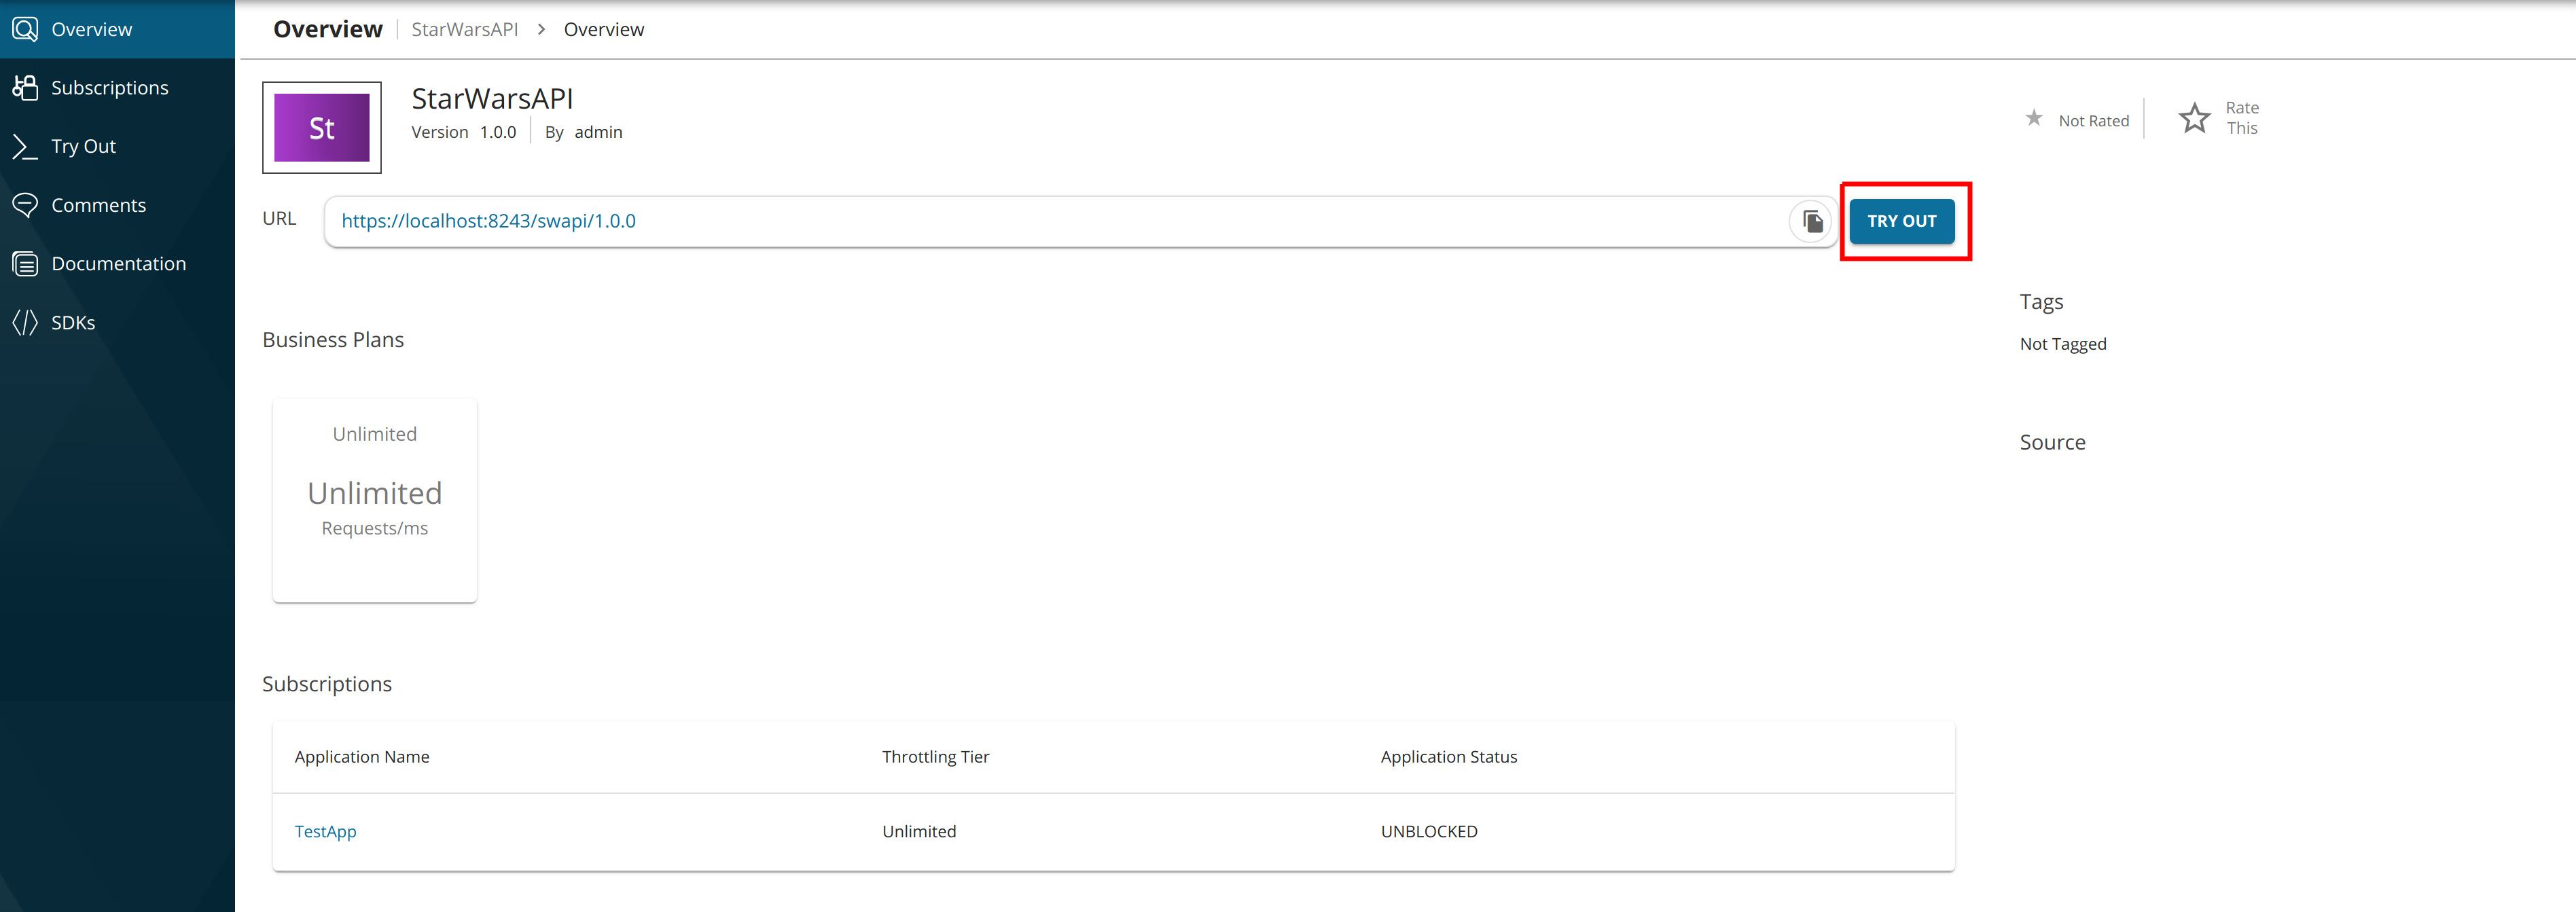 Overview
Subscriptions
Try Out
Comments
Documentation
SDKs
Overview StarWarsAPI > Overview
St
StarWarsAPI
Version 1.0.0 By admin
Not Rated
Rate
This
URL https://localhost:8243/swapi/1.0.0 TRY OUT
Tags
Not Tagged
Source
Business Plans
Unlimited
Unlimited
Requests/ms
Subscriptions
Application Name Throttling Tier Application Status
TestApp Unlimited UNBLOCKED